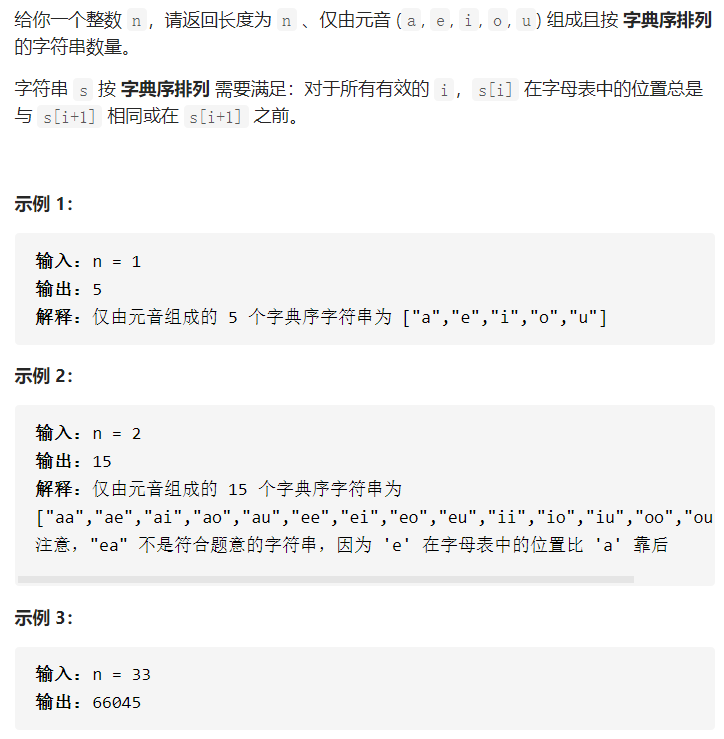 给你一个整数 n，请返回长度为 n 、仅由元音 (a, e, i, o, u) 组成且按 字典序排列
的字符串数量。
字符串 s 按 字典序排列 需要满足：对于所有有效的 i，s[i] 在字母表中的位置总是
与 s[i+1] 相同或在 s[i+1] 之前。
示例 1：
输入：n = 1
输出：5
解释：仅由元音组成的 5 个字典序字符串为 ["a","e","i","o","u"]
示例 2：
输入：n = 2
输出：15
解释：仅由元音组成的 15 个字典序字符串为
["aa","ae","ai","ao","au","ee","ei","eo","eu","ii","io","iu","oo","ou
注意，"ea" 不是符合题意的字符串，因为 'e' 在字母表中的位置比 'a' 靠后
示例 3：
输入：n = 33
输出：66045